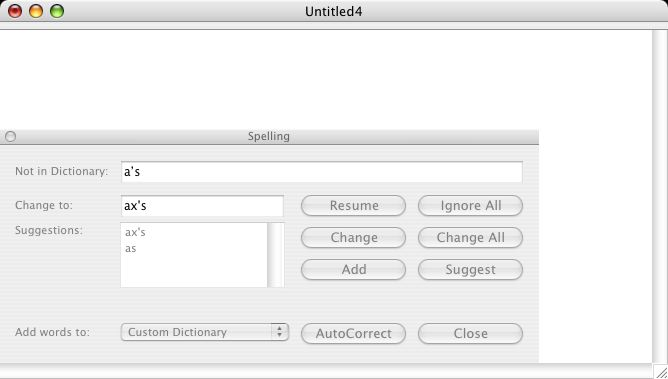 Untitled4
Spelling
Not in Dictionary: a's
Change to: ax's Resume Ignore All
Suggestions: ax's Change Change All
as
Add Suggest
Add words to: Custom Dictionary AutoCorrect Close